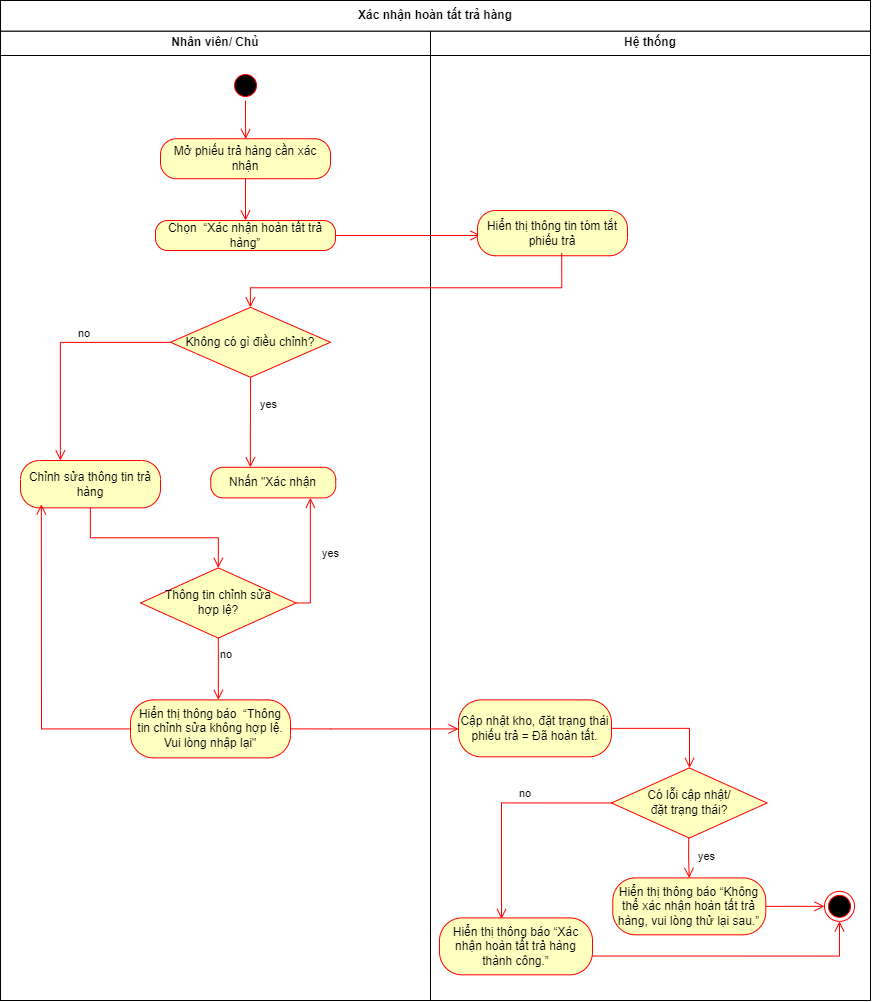 Xác nhận hoàn tất trả hàng
Nhân viên/ Chủ
Hệ thống
Mở phiếu trả hàng cần xác
nhận
Chọn “Xác nhận hoàn tất trả
hàng”
Hiển thị thông tin tóm tắt
phiếu trả
Không có gì điều chỉnh?
no
yes
Chỉnh sửa thông tin trả
hàng
Nhấn "Xác nhận
yes
Thông tin chỉnh sửa
hợp lệ?
no
Hiển thị thông báo “Thông
tin chỉnh sửa không hợp lệ.
Vui lòng nhập lại"
Cập nhật kho, đặt trạng thái
phiếu trả = Đã hoàn tất.
Có lỗi cập nhật/
đặt trạng thái?
no
yes
Hiển thị thông báo “Không
thể xác nhận hoàn tất trả
hàng, vui lòng thử lại sau.”
Hiển thị thông báo “Xác
nhận hoàn tất trả hàng
thành công.”